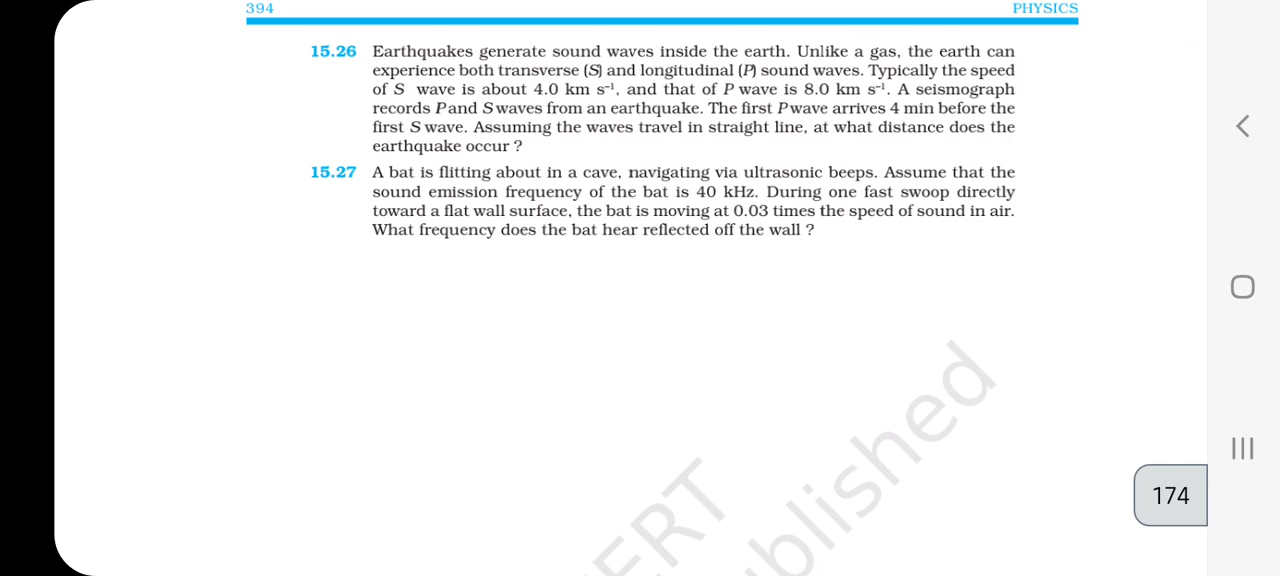 394 PHYSICS
15.26 Earthquakes generate sound waves inside the earth. Unlike a gas, the earth can
experience both transverse (S) and longitudinal (P) sound waves. Typically the speed
of S wave is about 4.0 km s⁻¹, and that of P wave is 8.0 km s⁻¹. A seismograph
records P and S waves from an earthquake. The first P wave arrives 4 min before the
first S wave. Assuming the waves travel in straight line, at what distance does the
earthquake occur ?
15.27 A bat is flitting about in a cave, navigating via ultrasonic beeps. Assume that the
sound emission frequency of the bat is 40 kHz. During one fast swoop directly
toward a flat wall surface, the bat is moving at 0.03 times the speed of sound in air.
What frequency does the bat hear reflected off the wall ?
ERT
blished
174